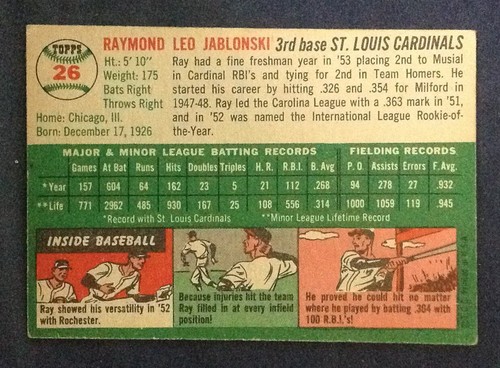 TOPPS
26
RAYMOND LEO JABLONSKI 3rd base ST. LOUIS CARDINALS
Ht.: 5' 10"
Weight: 175
Bats Right
Throws Right
Home: Chicago, Ill.
Born: December 17, 1926
Ray had a fine freshman year in '53 placing 2nd to Musial
in Cardinal RBI's and tying for 2nd in Team Homers. He
started his career by hitting .326 and .354 for Milford in
1947-48. Ray led the Carolina League with a .363 mark in '51,
and in '52 was named the International League Rookie-of-
the-Year.
MAJOR & MINOR LEAGUE BATTING RECORDS FIELDING RECORDS
Games At Bat Runs Hits Doubles Triples H. R. R.B.I. B. Avg P. O. Assists Errors F. Avg.
*Year 157 604 64 162 23 5 21 112 .268 94 278 27 .932
**Life 771 2962 485 930 167 25 108 556 .314 1000 1059 119 .945
*Record with St. Louis Cardinals **Minor League Lifetime Record
INSIDE BASEBALL
Ray showed his versatility in '52
with Rochester.
Because injuries hit the team
Ray filled in at every infield
position!
He proved he could hit no matter
where he played by batting .364 with
100 R.B.I.'s!